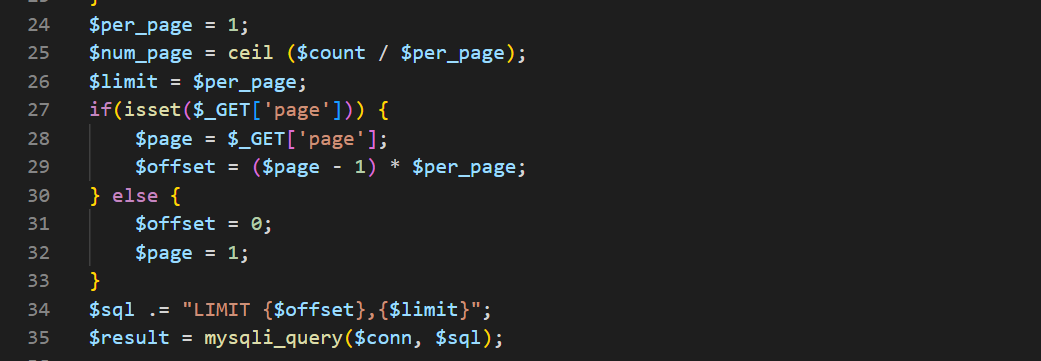 24 $per_page = 1;
25 $num_page = ceil ($count / $per_page);
26 $limit = $per_page;
27 if(isset($_GET['page'])) {
28     $page = $_GET['page'];
29     $offset = ($page - 1) * $per_page;
30 } else {
31     $offset = 0;
32     $page = 1;
33 }
34 $sql .= "LIMIT {$offset},{$limit}";
35 $result = mysqli_query($conn, $sql);